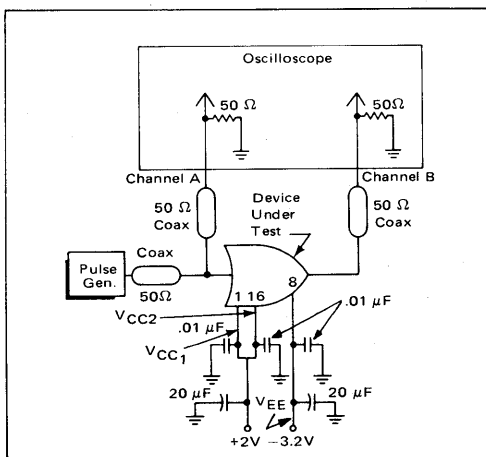 Oscilloscope
50 Ω
50Ω
Channel A
Channel B
50 Ω
Coax
Device
Under
Test
50 Ω
Coax
Coax
Pulse
Gen.
50Ω
1 16
8
VCC2
.01 µF
.01 µF
VCC1
20 µF
VEE
20 µF
+2V
−3.2V